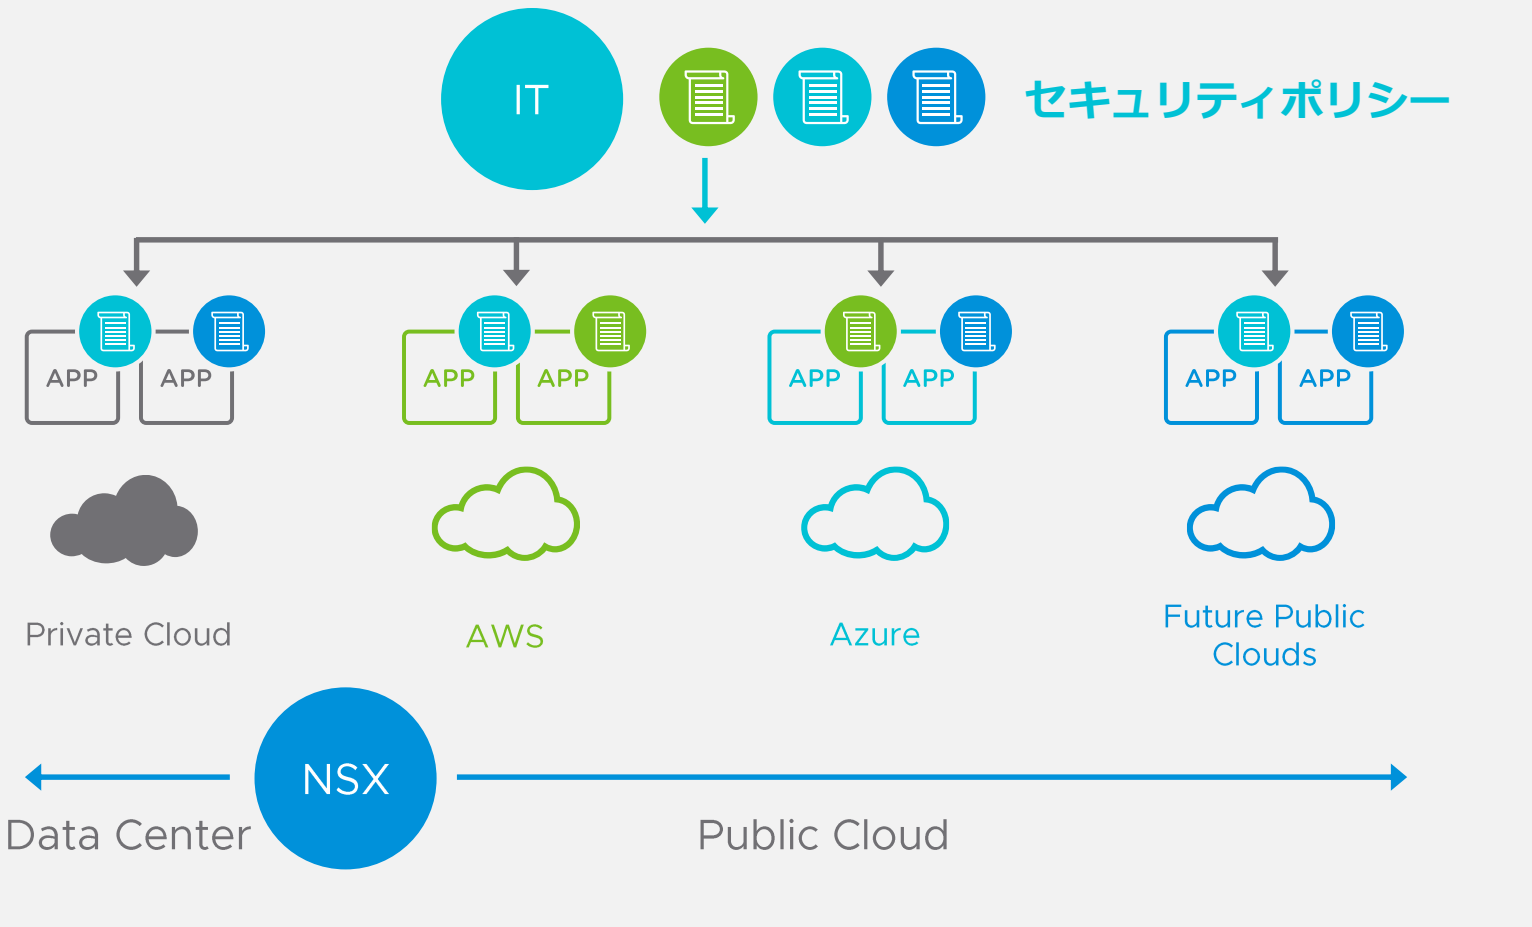 IT
セキュリティポリシー
APP APP
APP APP
APP APP
APP APP
Private Cloud
AWS
Azure
Future Public
Clouds
NSX
Data Center
Public Cloud